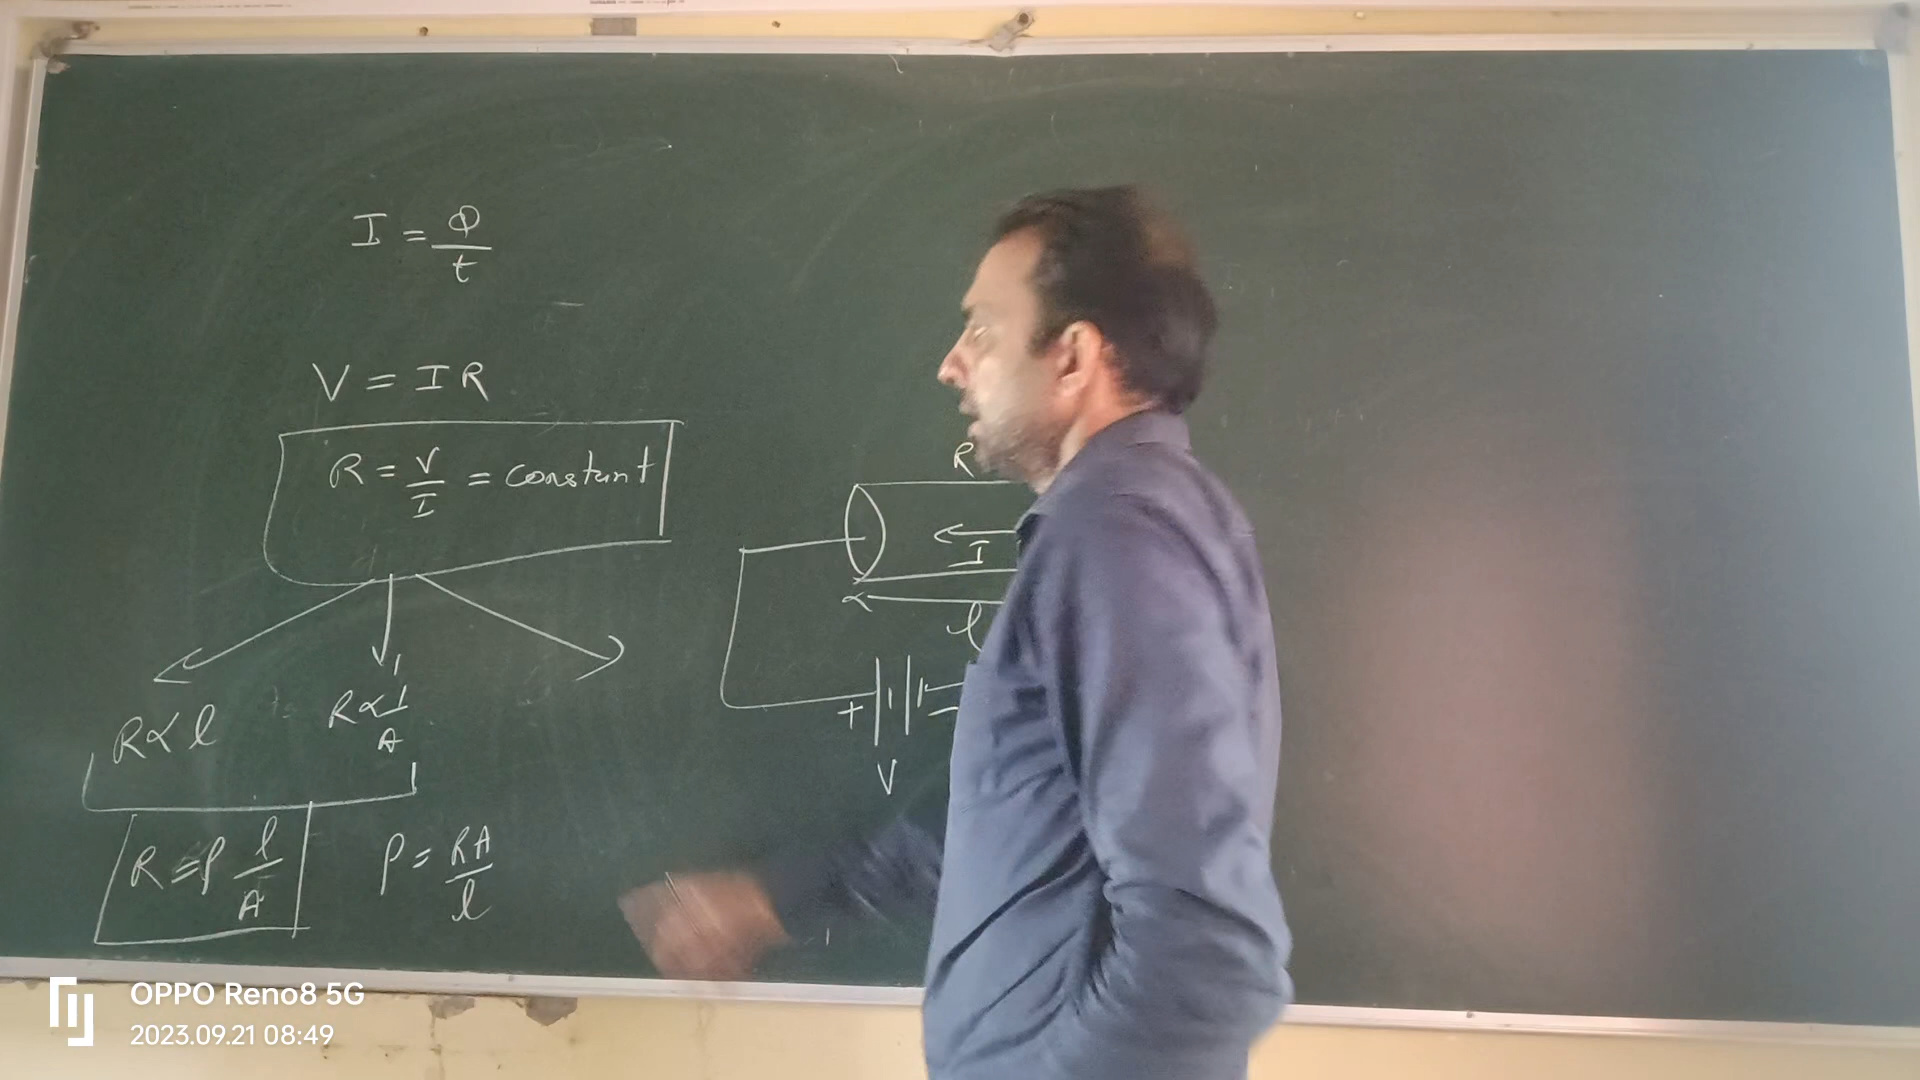 I = Q/t
V = IR
R = V/I = constant
R ∝ l
R ∝ 1/A
R = ρ l/A
ρ = RA/l
R
I
l
+
V
OPPO Reno8 5G
2023.09.21 08:49